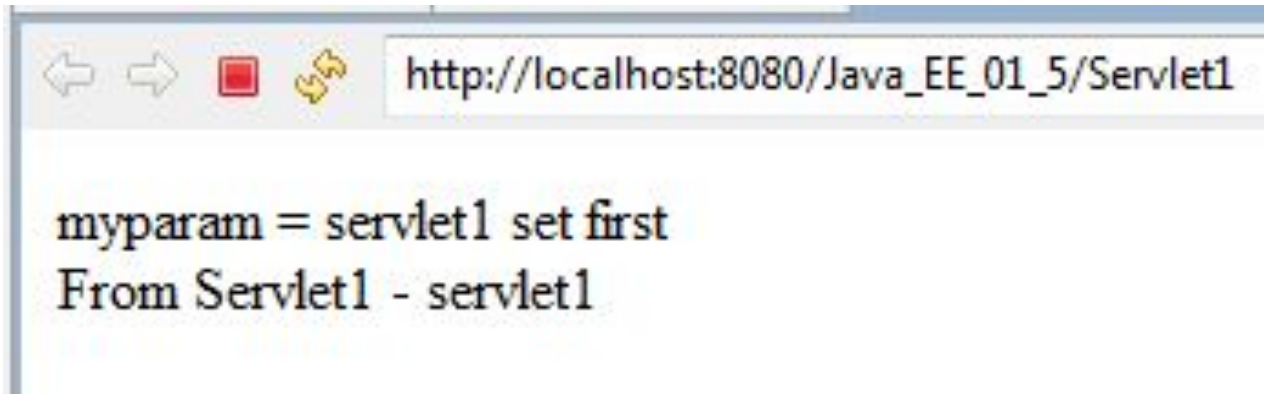 http://localhost:8080/Java_EE_01_5/Servlet1
myparam = servlet1 set first
From Servlet1 - servlet1